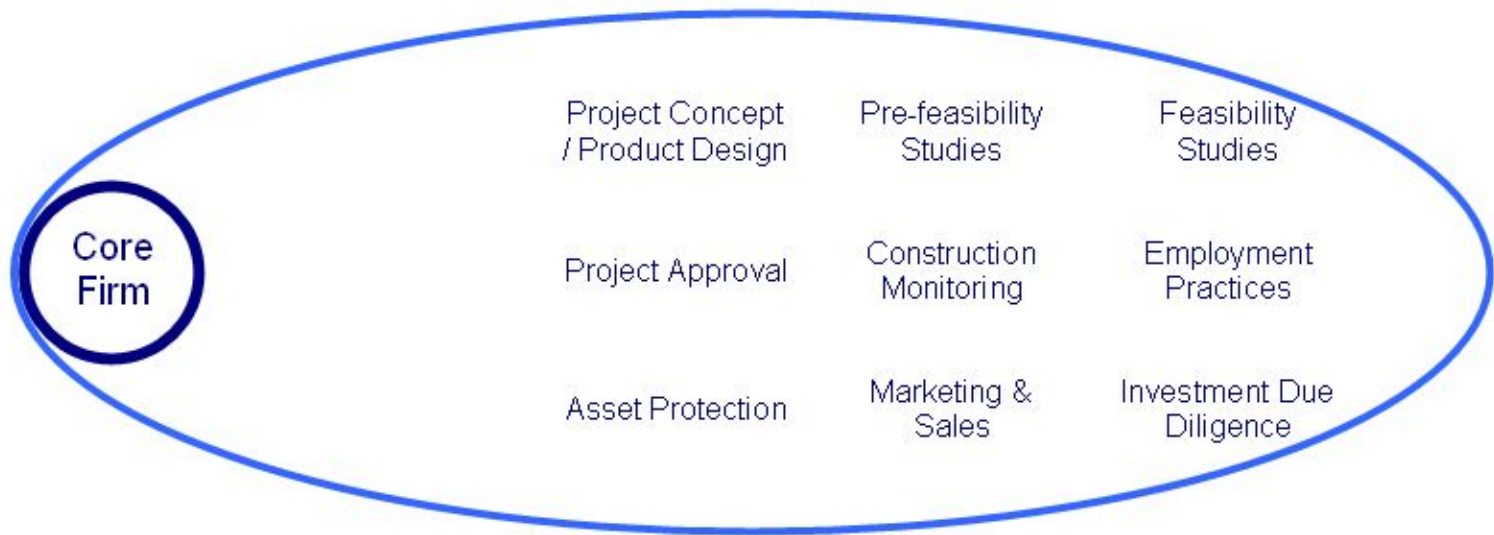 Core
Firm
Project Concept
/ Product Design
Pre-feasibility
Studies
Feasibility
Studies
Project Approval
Construction
Monitoring
Employment
Practices
Asset Protection
Marketing &
Sales
Investment Due
Diligence